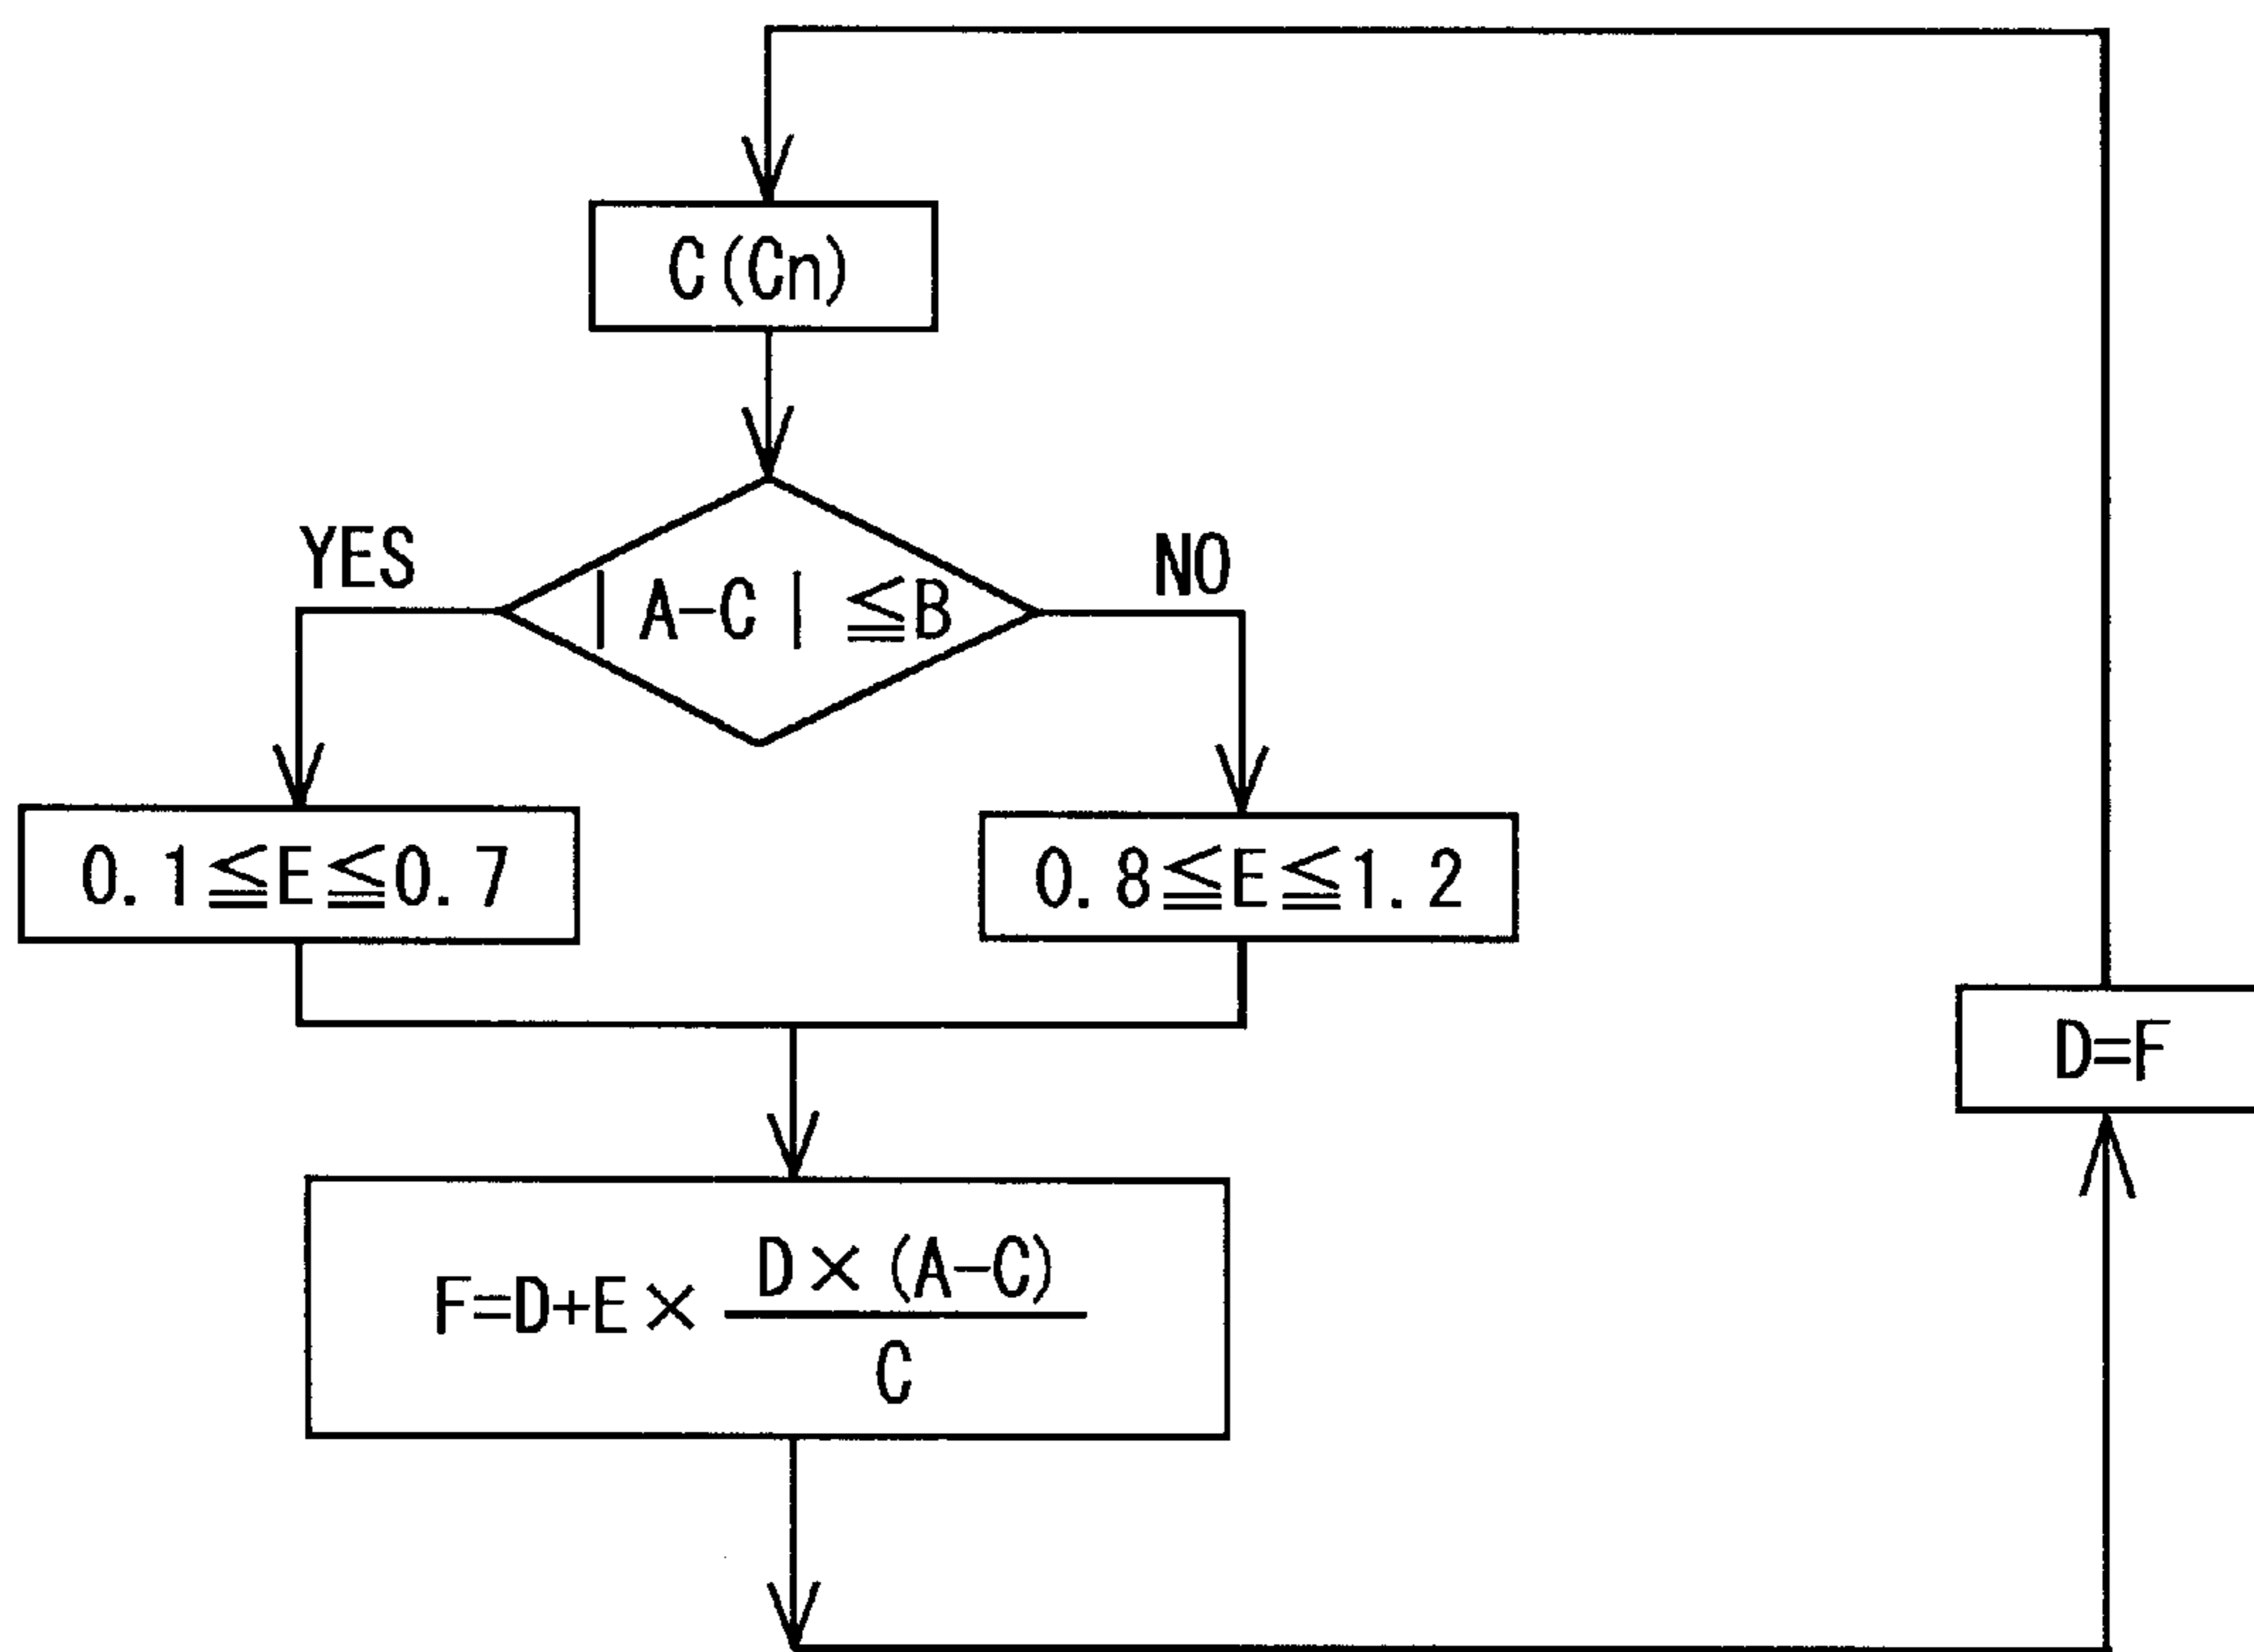 C(Cn)
YES
NO
|A-C|≦B
0.1≦E≦0.7
0.8≦E≦1.2
D=F
F=D+E× D×(A-C)
C